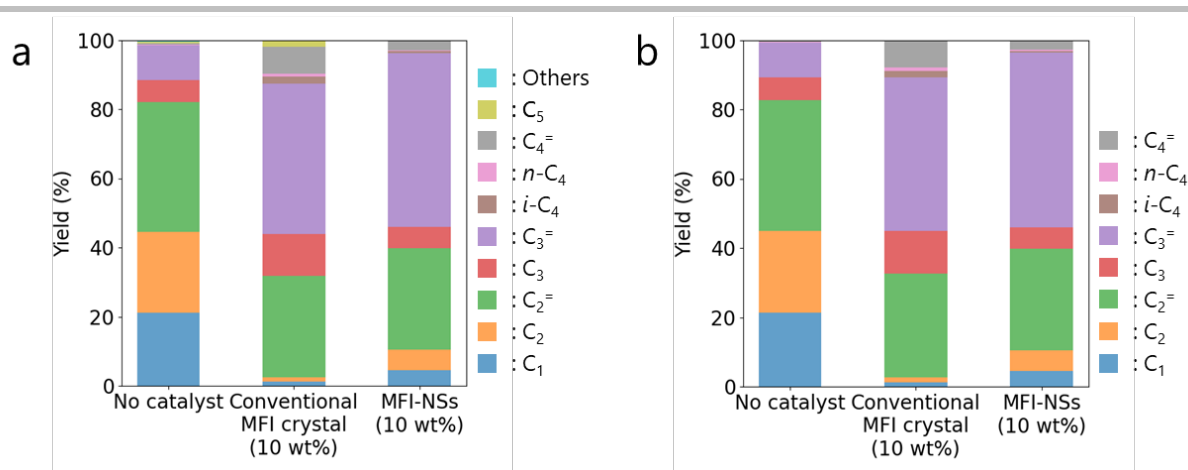 a
Yield (%)
100
80
60
40
20
0
No catalyst
Conventional
MFI crystal
(10 wt%)
MFI-NSs
(10 wt%)
: Others
: C5
: C4=
: n-C4
: i-C4
: C3=
: C3
: C2=
: C2
: C1
b
Yield (%)
100
80
60
40
20
0
No catalyst
Conventional
MFI crystal
(10 wt%)
MFI-NSs
(10 wt%)
: C4=
: n-C4
: i-C4
: C3=
: C3
: C2=
: C2
: C1